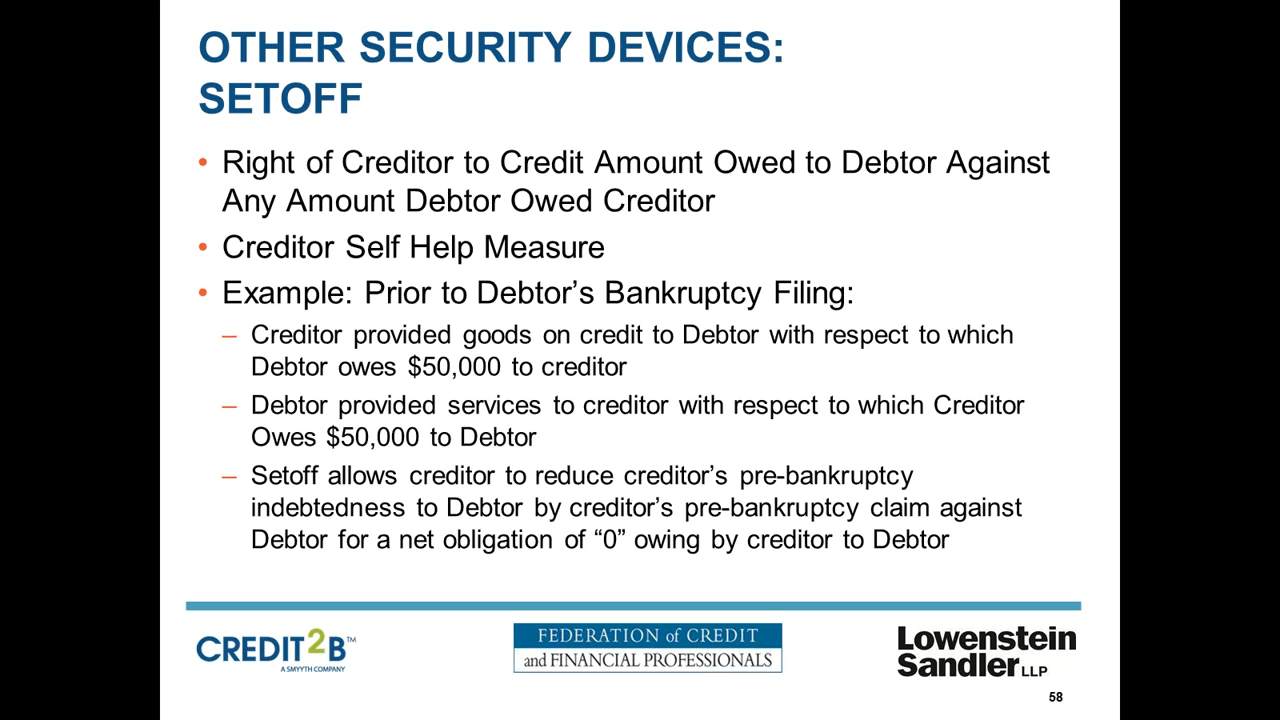 OTHER SECURITY DEVICES:
SETOFF
• Right of Creditor to Credit Amount Owed to Debtor Against
Any Amount Debtor Owed Creditor
• Creditor Self Help Measure
• Example: Prior to Debtor’s Bankruptcy Filing:
– Creditor provided goods on credit to Debtor with respect to which
Debtor owes $50,000 to creditor
– Debtor provided services to creditor with respect to which Creditor
Owes $50,000 to Debtor
– Setoff allows creditor to reduce creditor’s pre-bankruptcy
indebtedness to Debtor by creditor’s pre-bankruptcy claim against
Debtor for a net obligation of “0” owing by creditor to Debtor
CREDIT2B™
A SMYYTH COMPANY
FEDERATION of CREDIT
and FINANCIAL PROFESSIONALS
Lowenstein
Sandler LLP
58